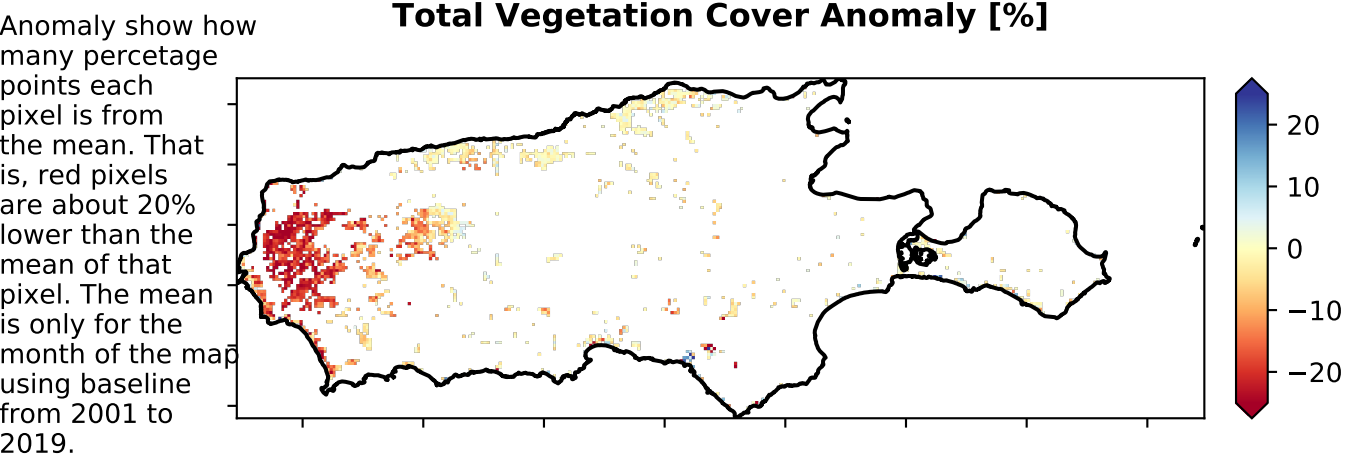 Total Vegetation Cover Anomaly [%]
Anomaly show how
many percetage
points each
pixel is from
the mean. That
is, red pixels
are about 20%
lower than the
mean of that
pixel. The mean
is only for the
month of the map
using baseline
from 2001 to
2019.
20
10
0
−10
−20